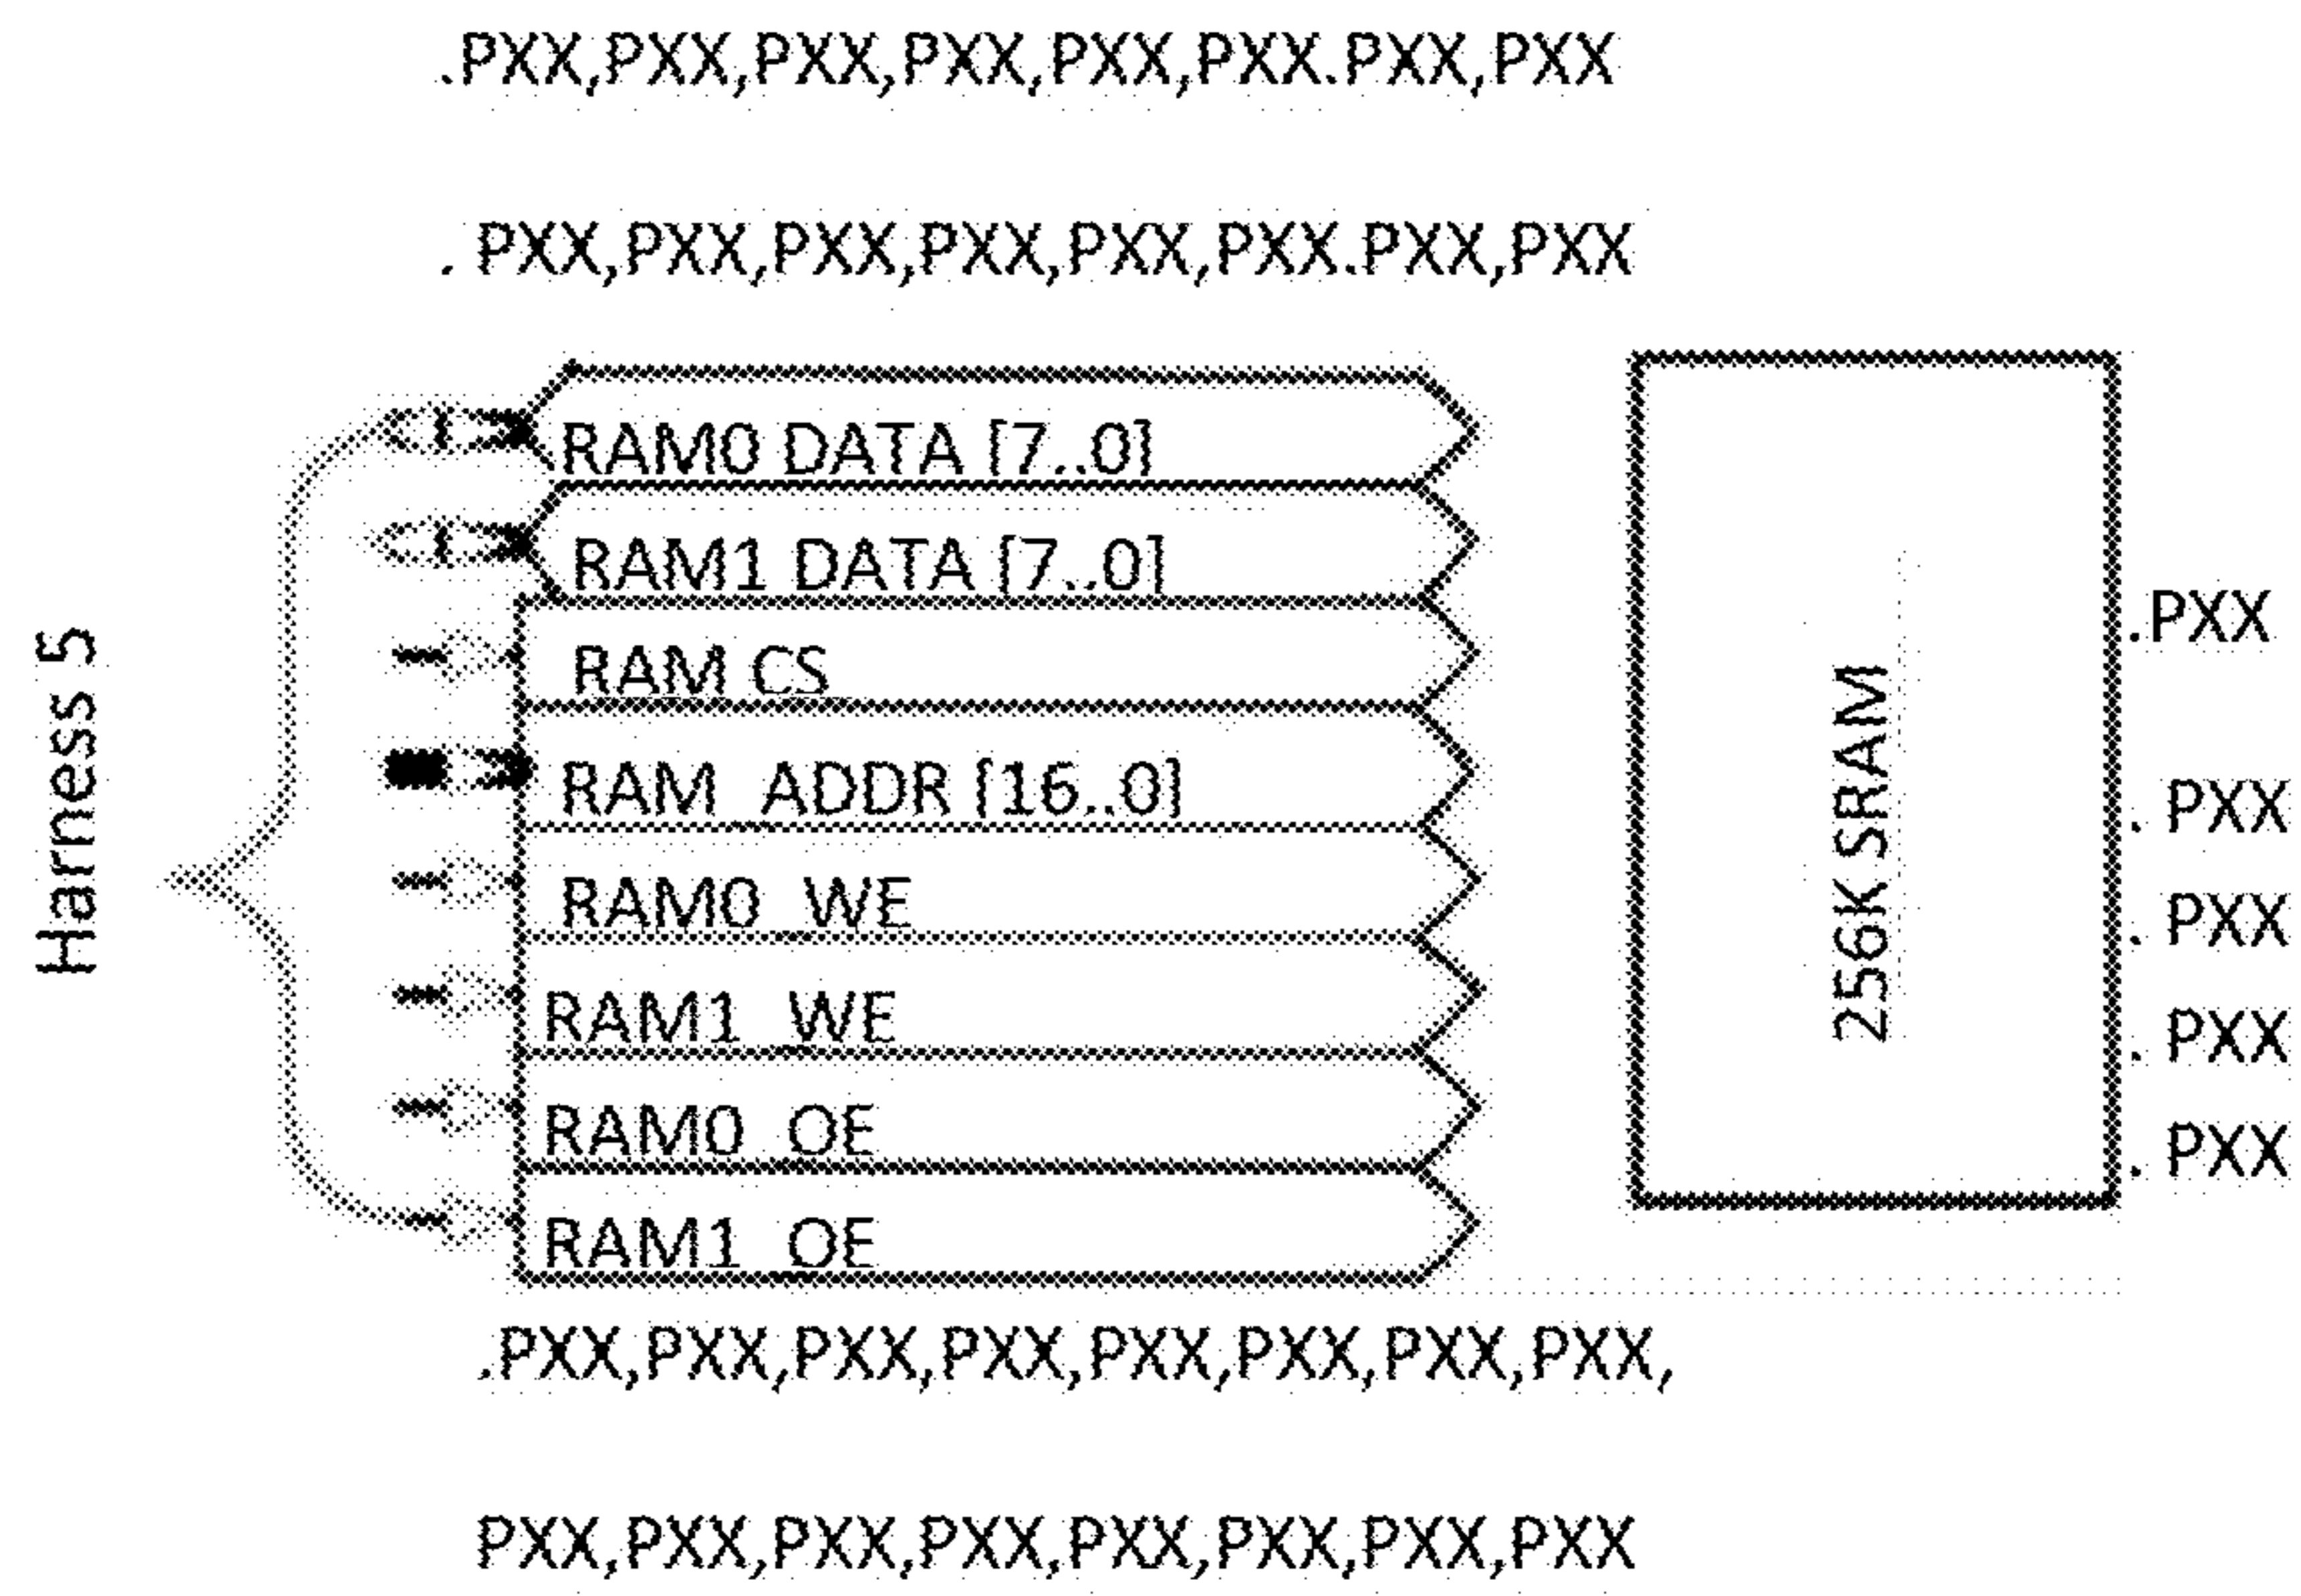 .PXX,PXX,PXX,PXX,PXX,PXX.PXX,PXX
. PXX,PXX,PXX,PXX,PXX,PXX.PXX,PXX
Harness 5
RAM0 DATA [7..0]
RAM1 DATA [7..0]
RAM CS
RAM_ADDR [16..0]
RAM0_WE
RAM1_WE
RAM0_OE
RAM1_OE
256K SRAM
.PXX
. PXX
. PXX
. PXX
. PXX
.PXX,PXX,PXX,PXX,PXX,PXX,PXX,PXX,
PXX,PXX,PXX,PXX,PXX,PXX,PXX,PXX